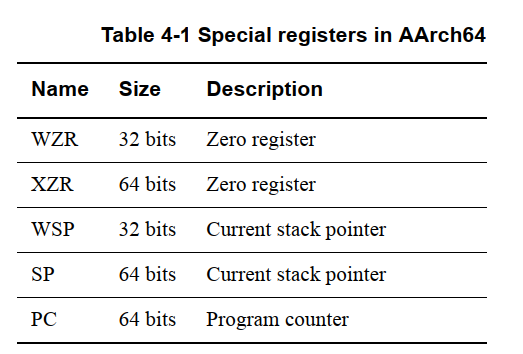 Table 4-1 Special registers in AArch64
Name Size Description
WZR 32 bits Zero register
XZR 64 bits Zero register
WSP 32 bits Current stack pointer
SP 64 bits Current stack pointer
PC 64 bits Program counter